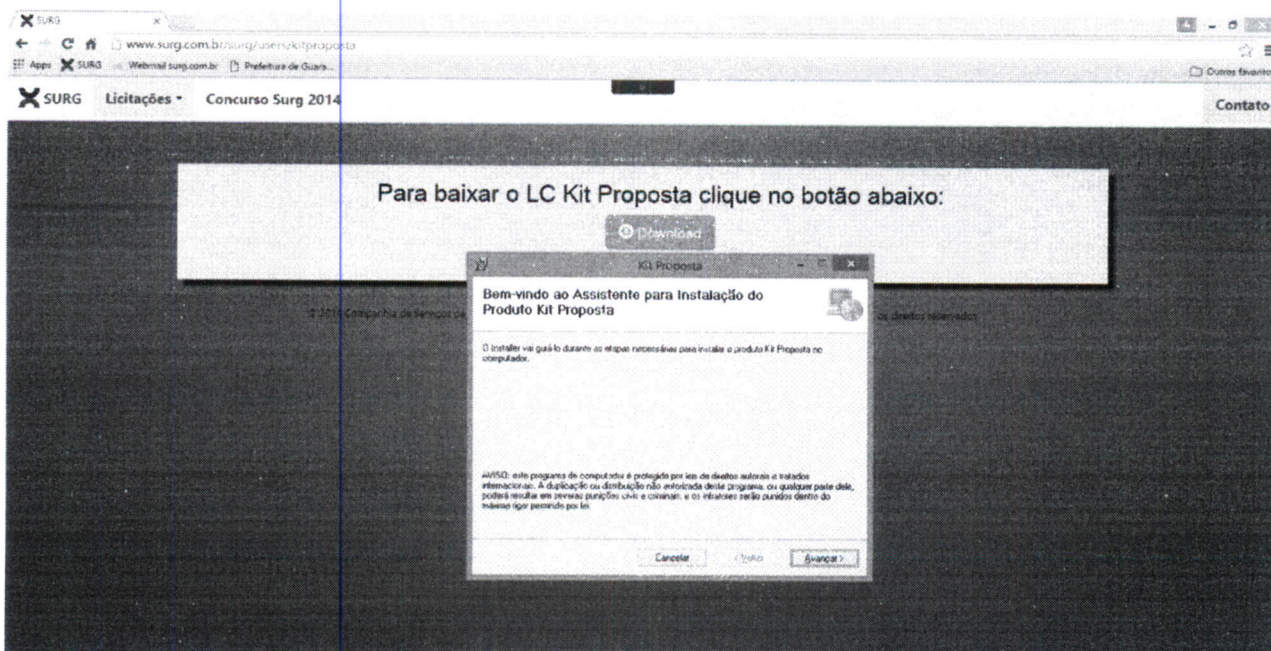 SURG
www.surg.com.br/surg/users/kitproposta
Apps SURG Webmail surg.com.br Prefeitura de Guara... Outros favoritos
SURG Licitações Concurso Surg 2014 Contato
Para baixar o LC Kit Proposta clique no botão abaixo:
Download
Kit Proposta
Bem-vindo ao Assistente para Instalação do
Produto Kit Proposta
© 2014 Companhia de Serviços de os direitos reservados
O Installer vai guiá-lo durante as etapas necessárias para instalar o produto Kit Proposta no
computador.
AVISO: este programa de computador é protegido por leis de direitos autorais e tratados
internacionais. A duplicação ou distribuição não autorizada deste programa, ou qualquer parte dele,
poderá resultar em severas punições civis e criminais, e os infratores serão punidos dentro do
máximo rigor permitido por lei.
Cancelar < Voltar Avançar >